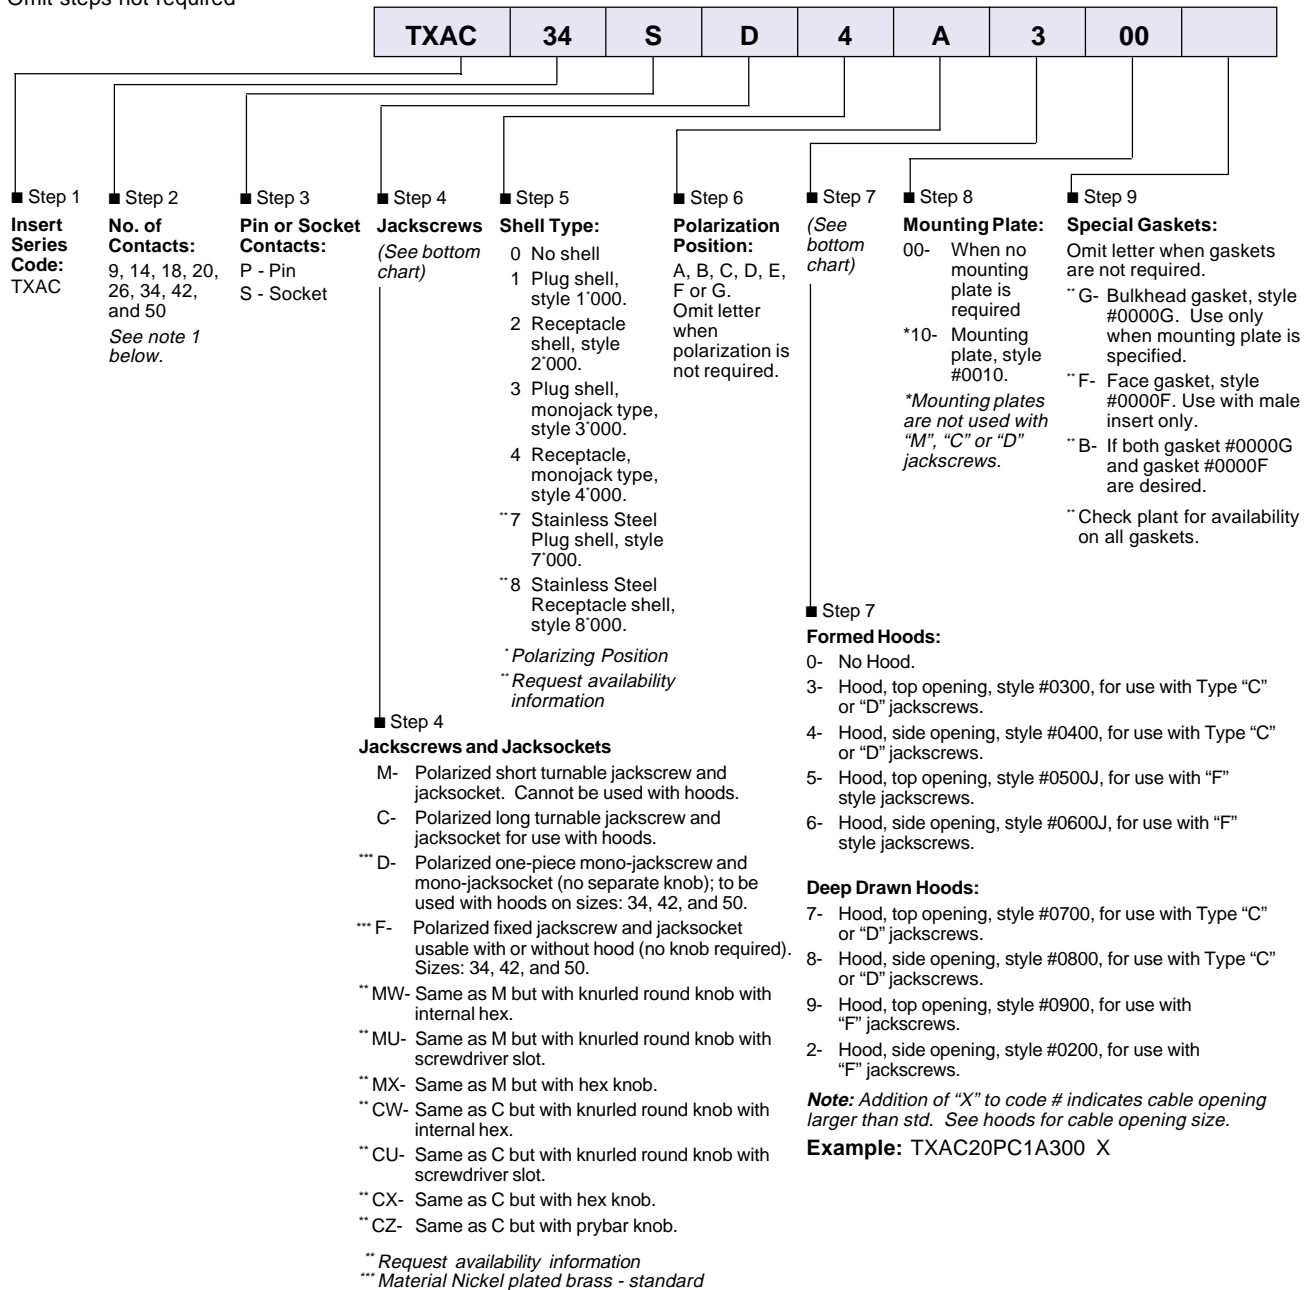 Omit steps not required
TXAC 34 S D 4 A 3 00
■ Step 1
Insert
Series
Code:
TXAC
■ Step 2
No. of
Contacts:
9, 14, 18, 20,
26, 34, 42,
and 50
See note 1
below.
■ Step 3
Pin or Socket
Contacts:
P - Pin
S - Socket
■ Step 4
Jackscrews
(See bottom
chart)
■ Step 5
Shell Type:
0 No shell
1 Plug shell,
style 1*000.
2 Receptacle
shell, style
2*000.
3 Plug shell,
monojack type,
style 3*000.
4 Receptacle,
monojack type,
style 4*000.
**7 Stainless Steel
Plug shell, style
7*000.
**8 Stainless Steel
Receptacle shell,
style 8*000.
* Polarizing Position
** Request availability
information
■ Step 6
Polarization
Position:
A, B, C, D, E,
F or G.
Omit letter
when
polarization is
not required.
■ Step 7
(See
bottom
chart)
■ Step 8
Mounting Plate:
00- When no
mounting
plate is
required
*10- Mounting
plate, style
#0010.
*Mounting plates
are not used with
“M”, “C” or “D”
jackscrews.
■ Step 9
Special Gaskets:
Omit letter when gaskets
are not required.
**G- Bulkhead gasket, style
#0000G. Use only
when mounting plate is
specified.
**F- Face gasket, style
#0000F. Use with male
insert only.
**B- If both gasket #0000G
and gasket #0000F
are desired.
**Check plant for availability
on all gaskets.
■ Step 4
Jackscrews and Jacksockets
M- Polarized short turnable jackscrew and
jacksocket. Cannot be used with hoods.
C- Polarized long turnable jackscrew and
jacksocket for use with hoods.
***D- Polarized one-piece mono-jackscrew and
mono-jacksocket (no separate knob); to be
used with hoods on sizes: 34, 42, and 50.
***F- Polarized fixed jackscrew and jacksocket
usable with or without hood (no knob required).
Sizes: 34, 42, and 50.
**MW- Same as M but with knurled round knob with
internal hex.
**MU- Same as M but with knurled round knob with
screwdriver slot.
**MX- Same as M but with hex knob.
**CW- Same as C but with knurled round knob with
internal hex.
**CU- Same as C but with knurled round knob with
screwdriver slot.
**CX- Same as C but with hex knob.
**CZ- Same as C but with prybar knob.
** Request availability information
*** Material Nickel plated brass - standard
■ Step 7
Formed Hoods:
0- No Hood.
3- Hood, top opening, style #0300, for use with Type “C”
or “D” jackscrews.
4- Hood, side opening, style #0400, for use with Type “C”
or “D” jackscrews.
5- Hood, top opening, style #0500J, for use with “F”
style jackscrews.
6- Hood, side opening, style #0600J, for use with “F”
style jackscrews.
Deep Drawn Hoods:
7- Hood, top opening, style #0700, for use with Type “C”
or “D” jackscrews.
8- Hood, side opening, style #0800, for use with Type “C”
or “D” jackscrews.
9- Hood, top opening, style #0900, for use with
“F” jackscrews.
2- Hood, side opening, style #0200, for use with
“F” jackscrews.
Note: Addition of “X” to code # indicates cable opening
larger than std. See hoods for cable opening size.
Example: TXAC20PC1A300 X